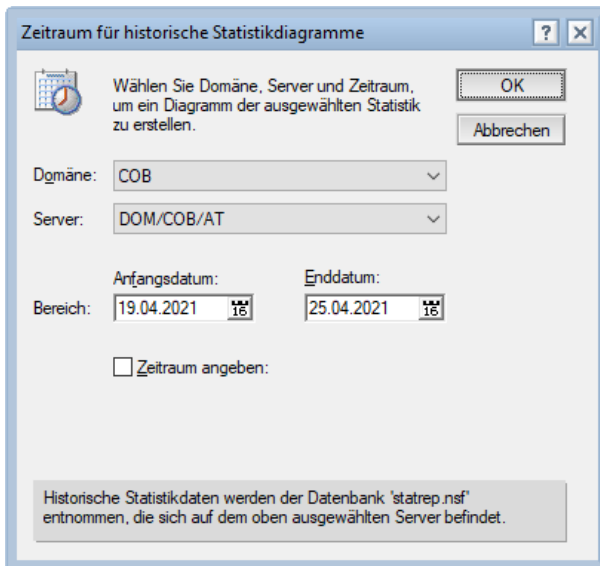 Zeitraum für historische Statistikdiagramme
Wählen Sie Domäne, Server und Zeitraum,
um ein Diagramm der ausgewählten Statistik
zu erstellen.
OK
Abbrechen
Domäne: COB
Server: DOM/COB/AT
Anfangsdatum: Enddatum:
Bereich: 19.04.2021 16 25.04.2021 16
Zeitraum angeben:
Historische Statistikdaten werden der Datenbank 'statrep.nsf'
entnommen, die sich auf dem oben ausgewählten Server befindet.